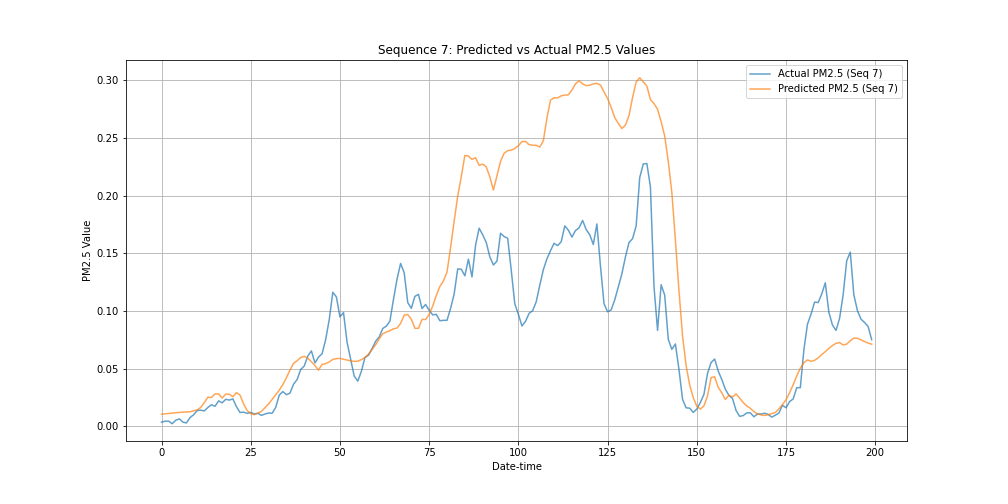 Sequence 7: Predicted vs Actual PM2.5 Values
Actual PM2.5 (Seq 7)
Predicted PM2.5 (Seq 7)
PM2.5 Value
0.30
0.25
0.20
0.15
0.10
0.05
0.00
0 25 50 75 100 125 150 175 200
Date-time